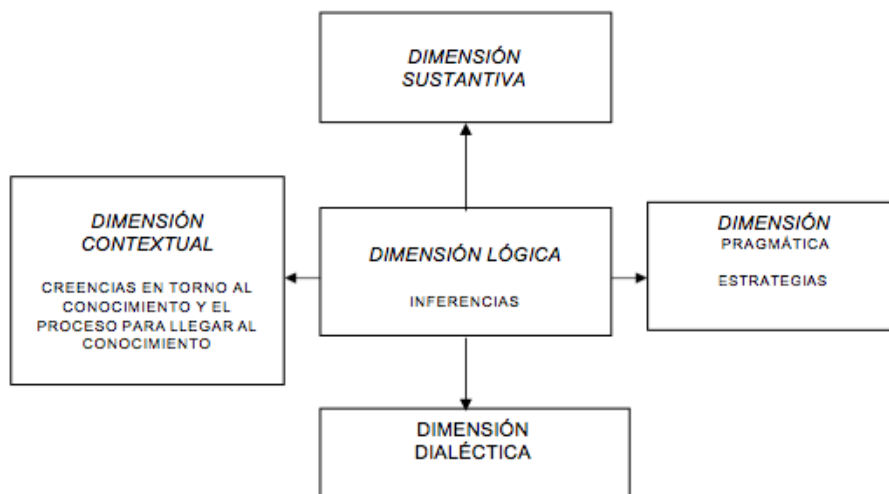 DIMENSIÓN
SUSTANTIVA
DIMENSIÓN
CONTEXTUAL
CREENCIAS EN TORNO AL
CONOCIMIENTO Y EL
PROCESO PARA LLEGAR AL
CONOCIMIENTO
DIMENSIÓN LÓGICA
INFERENCIAS
DIMENSIÓN
PRAGMÁTICA
ESTRATEGIAS
DIMENSIÓN
DIALÉCTICA